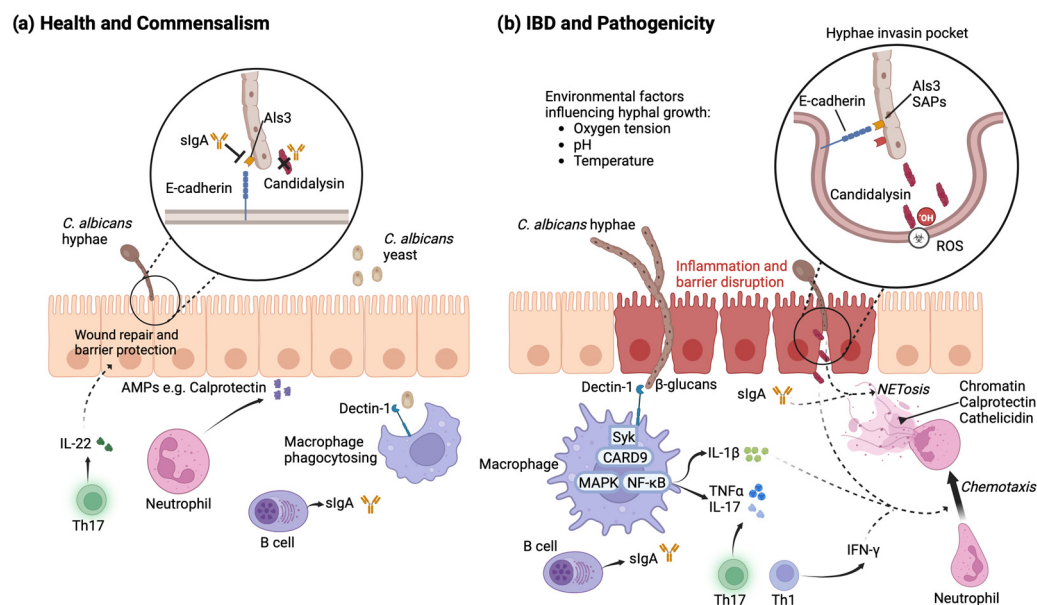 (a) Health and Commensalism
sIgA
Als3
E-cadherin
Candidalysin
C. albicans
hyphae
C. albicans
yeast
Wound repair and
barrier protection
AMPs e.g. Calprotectin
Dectin-1
IL-22
Macrophage
phagocytosing
Neutrophil
Th17
sIgA
B cell
(b) IBD and Pathogenicity
Hyphae invasin pocket
Environmental factors
influencing hyphal growth:
• Oxygen tension
• pH
• Temperature
E-cadherin
Als3
SAPs
Candidalysin
·OH
ROS
C. albicans hyphae
Inflammation and
barrier disruption
Dectin-1
β-glucans
sIgA
NETosis
Chromatin
Calprotectin
Cathelicidin
Syk
CARD9
MAPK
NF-κB
Macrophage
IL-1β
TNFα
IL-17
Chemotaxis
B cell
sIgA
IFN-γ
Th17
Th1
Neutrophil